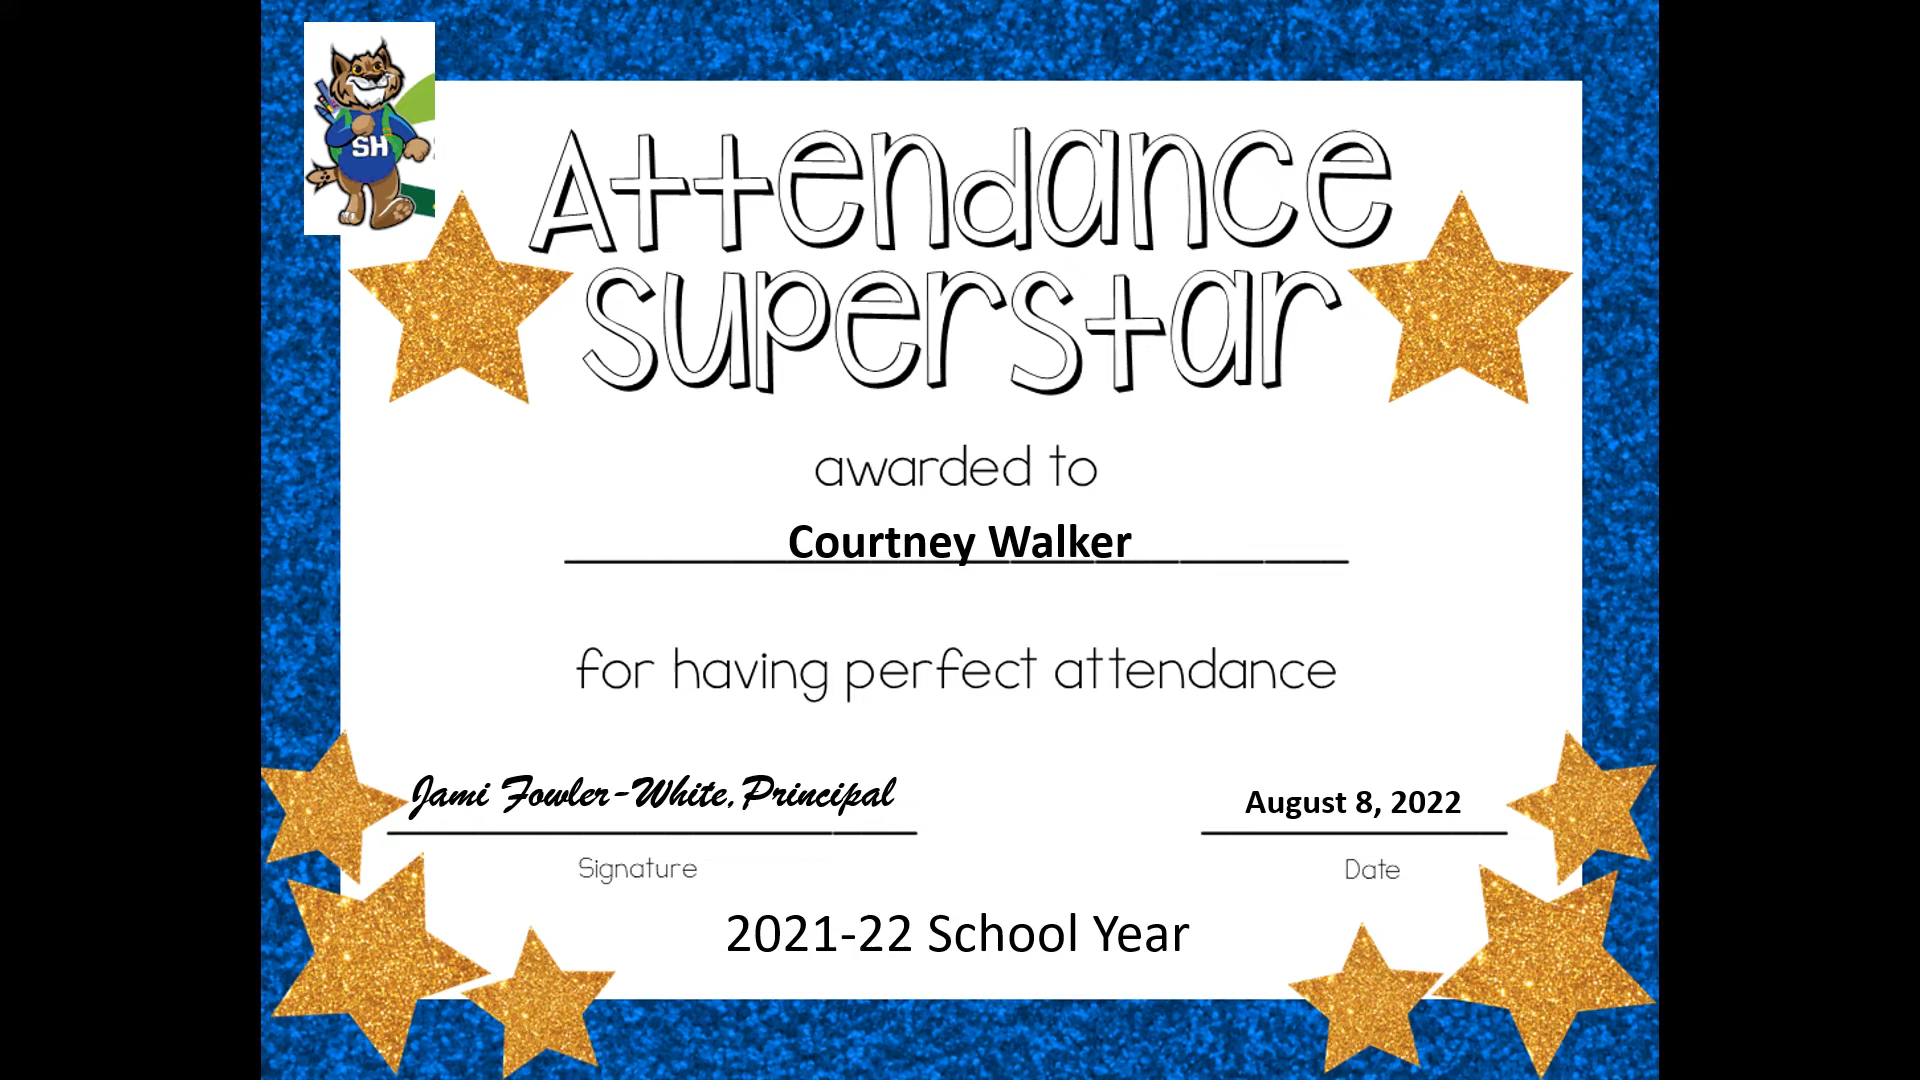 SH
Attendance
Superstar
awarded to
Courtney Walker
for having perfect attendance
Jami Fowler-White, Principal
August 8, 2022
Signature
Date
2021-22 School Year